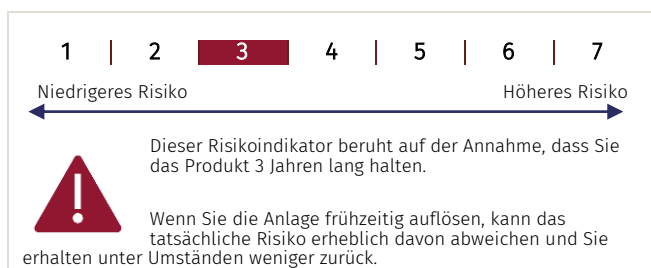 1 | 2 | 3 | 4 | 5 | 6 | 7
Niedrigeres Risiko Höheres Risiko
Dieser Risikoindikator beruht auf der Annahme, dass Sie
das Produkt 3 Jahren lang halten.
Wenn Sie die Anlage frühzeitig auflösen, kann das
tatsächliche Risiko erheblich davon abweichen und Sie
erhalten unter Umständen weniger zurück.